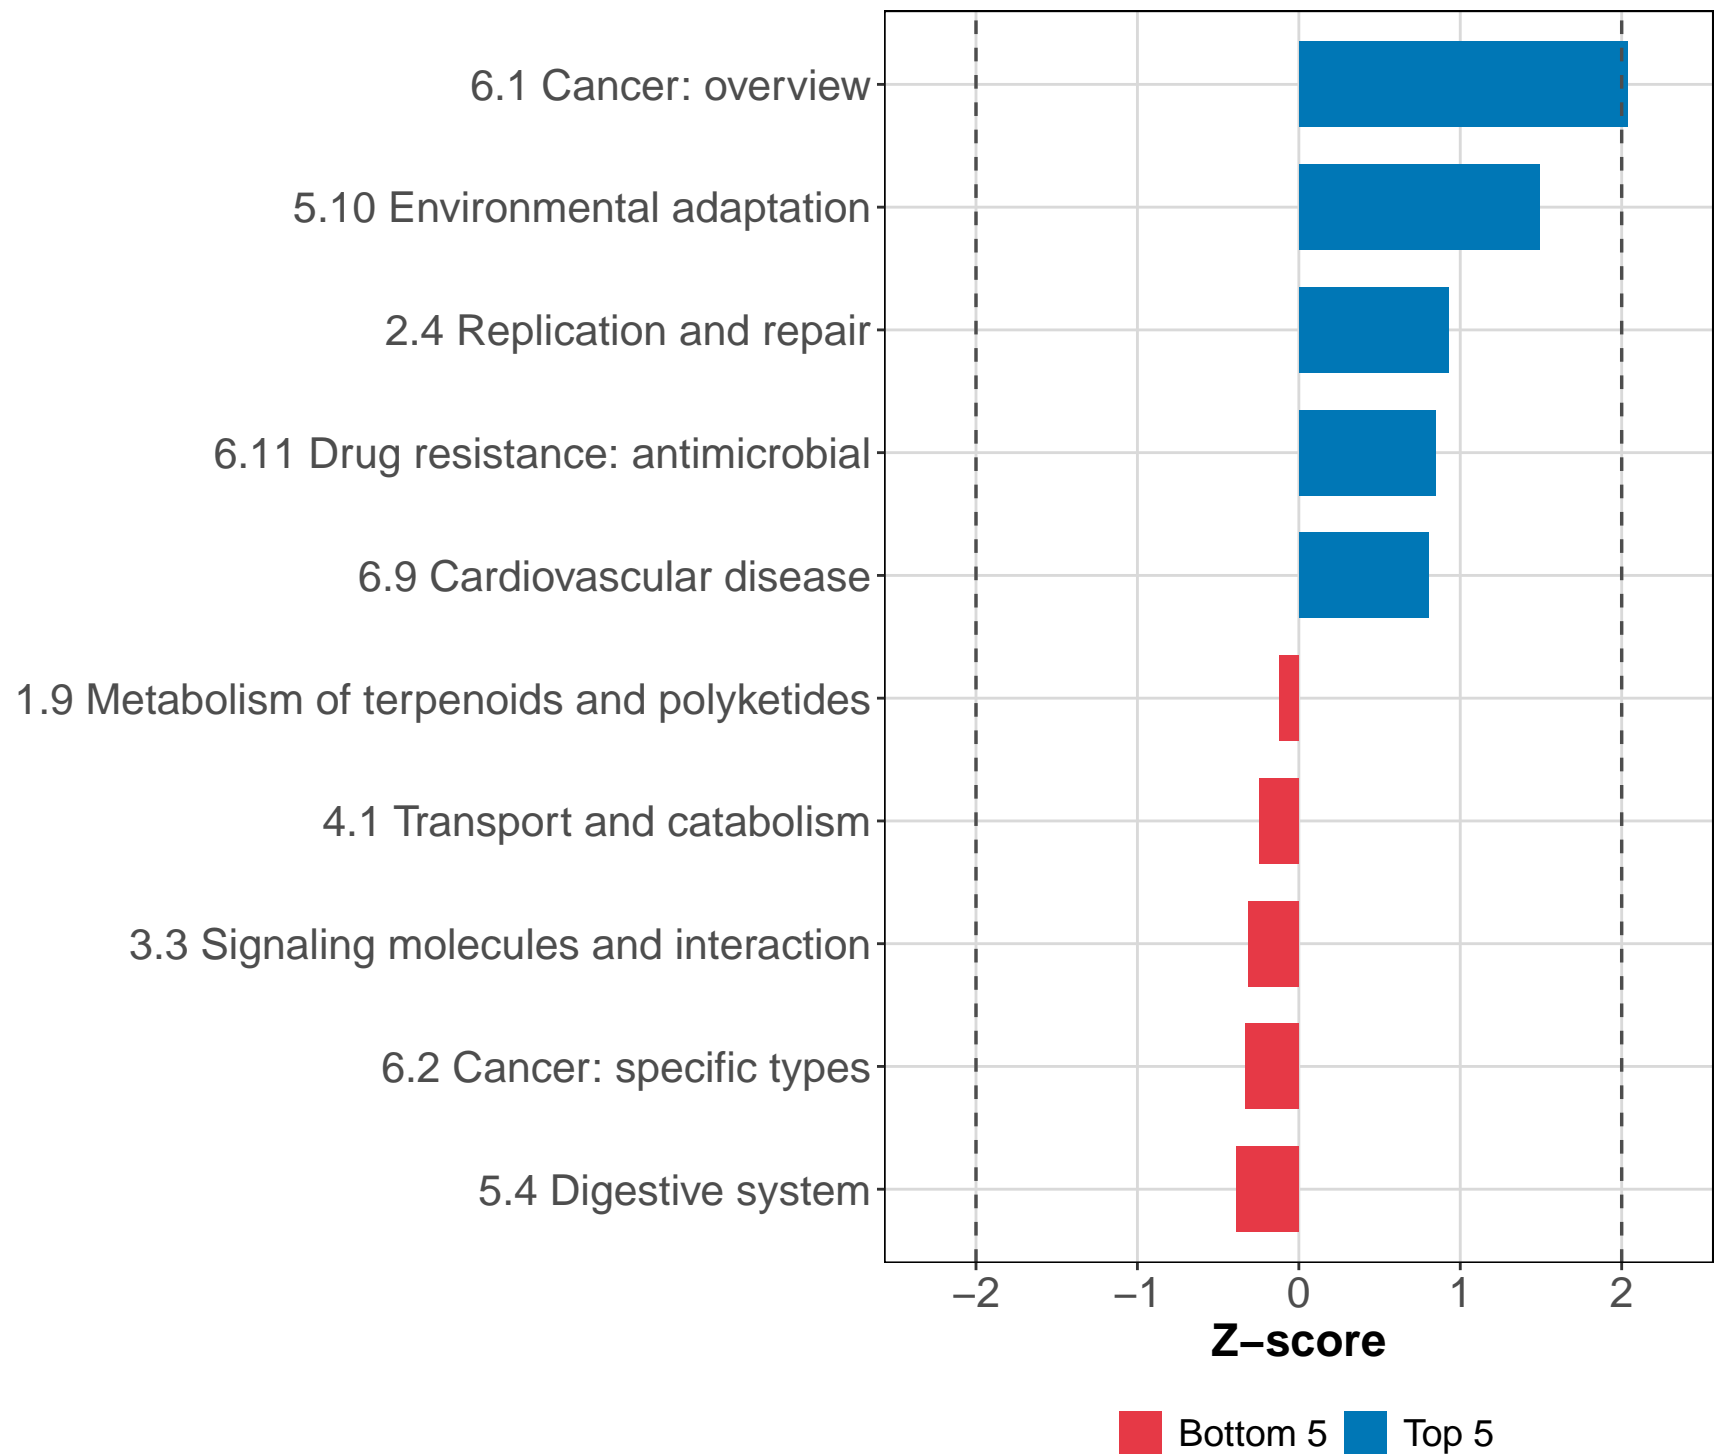 6.1 Cancer: overview
5.10 Environmental adaptation
2.4 Replication and repair
6.11 Drug resistance: antimicrobial
6.9 Cardiovascular disease
1.9 Metabolism of terpenoids and polyketides
4.1 Transport and catabolism
3.3 Signaling molecules and interaction
6.2 Cancer: specific types
5.4 Digestive system
−2 −1 0 1 2
Z−score
Bottom 5 Top 5